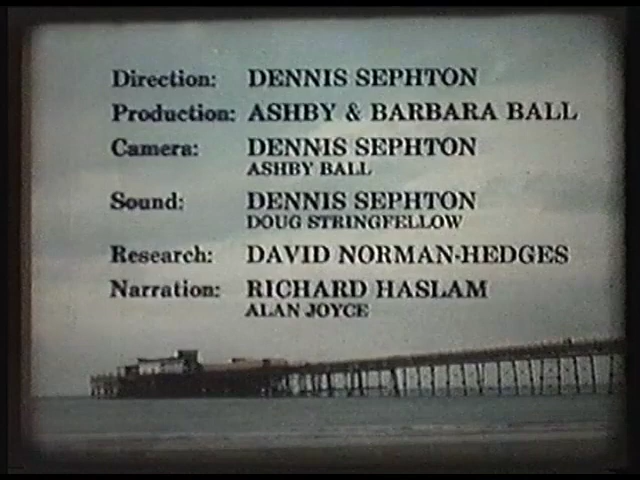 Direction: DENNIS SEPHTON
Production: ASHBY & BARBARA BALL
Camera: DENNIS SEPHTON
ASHBY BALL
Sound: DENNIS SEPHTON
DOUG STRINGFELLOW
Research: DAVID NORMAN-HEDGES
Narration: RICHARD HASLAM
ALAN JOYCE